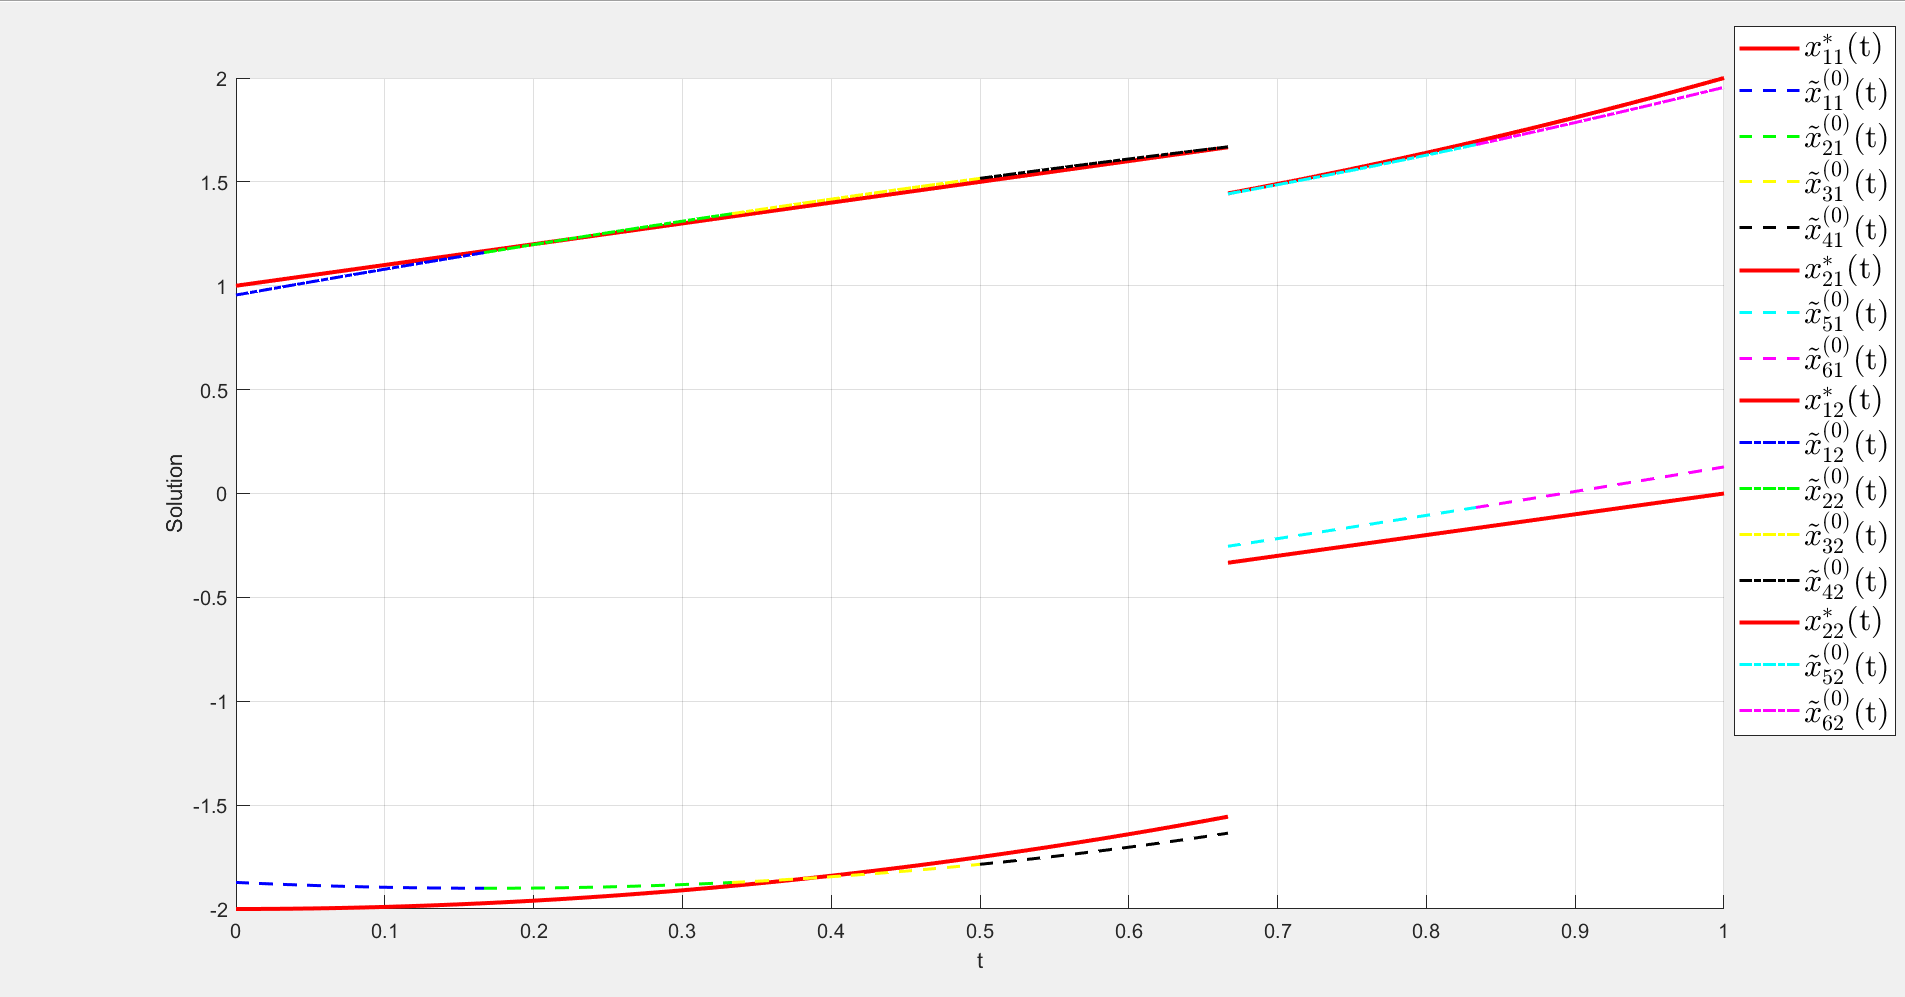 2
1.5
1
0.5
0
-0.5
-1
-1.5
-2
Solution
0
0.1
0.2
0.3
0.4
0.5
0.6
0.7
0.8
0.9
1
t
x*₁₁(t)
x̃₁₁⁽⁰⁾(t)
x̃₂₁⁽⁰⁾(t)
x̃₃₁⁽⁰⁾(t)
x̃₄₁⁽⁰⁾(t)
x*₂₁(t)
x̃₅₁⁽⁰⁾(t)
x̃₆₁⁽⁰⁾(t)
x*₁₂(t)
x̃₁₂⁽⁰⁾(t)
x̃₂₂⁽⁰⁾(t)
x̃₃₂⁽⁰⁾(t)
x̃₄₂⁽⁰⁾(t)
x*₂₂(t)
x̃₅₂⁽⁰⁾(t)
x̃₆₂⁽⁰⁾(t)